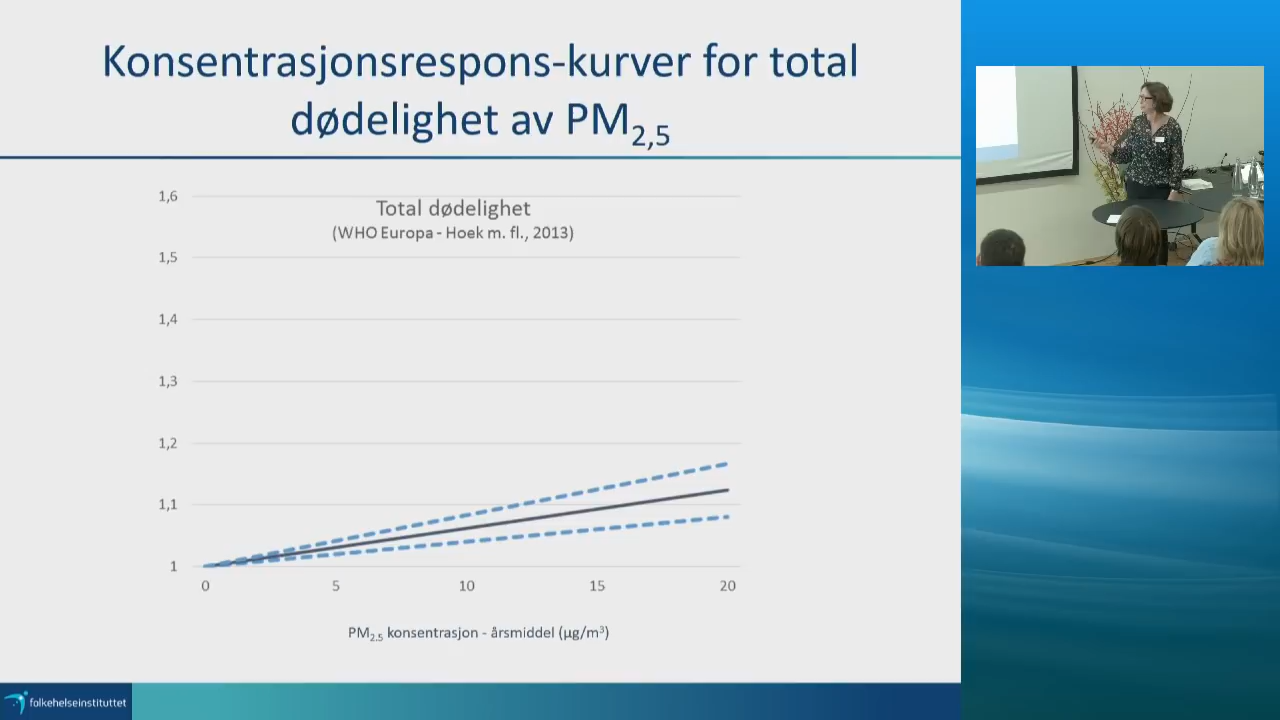 Konsentrasjonsrespons-kurver for total
dødelighet av PM2,5
Total dødelighet
(WHO Europa - Hoek m. fl., 2013)
1,6
1,5
1,4
1,3
1,2
1,1
1
0 5 10 15 20
PM2.5 konsentrasjon - årsmiddel (µg/m³)
folkehelseinstituttet